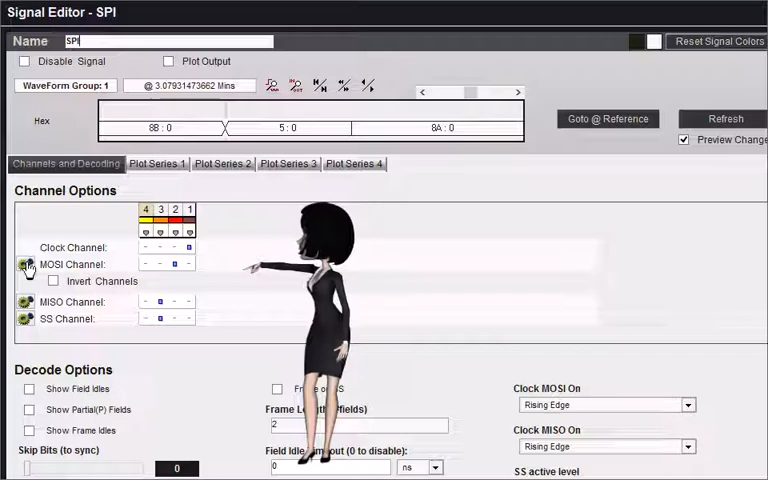 Signal Editor - SPI
Name SPI Reset Signal Colors
Disable Signal Plot Output
WaveForm Group: 1 @ 3.07931473662 Mins
Hex 8B : 0 5 : 0 8A : 0 Goto @ Reference Refresh
Preview Change
Channels and Decoding Plot Series 1 Plot Series 2 Plot Series 3 Plot Series 4
Channel Options
4 3 2 1
Clock Channel:
MOSI Channel:
Invert Channels
MISO Channel:
SS Channel:
Decode Options
Show Field Idles
Show Partial(P) Fields
Show Frame Idles
Skip Bits (to sync)
0
Frame Length (fields)
2
Field Idle Timeout (0 to disable):
0 ns
Clock MOSI On
Rising Edge
Clock MISO On
Rising Edge
SS active level